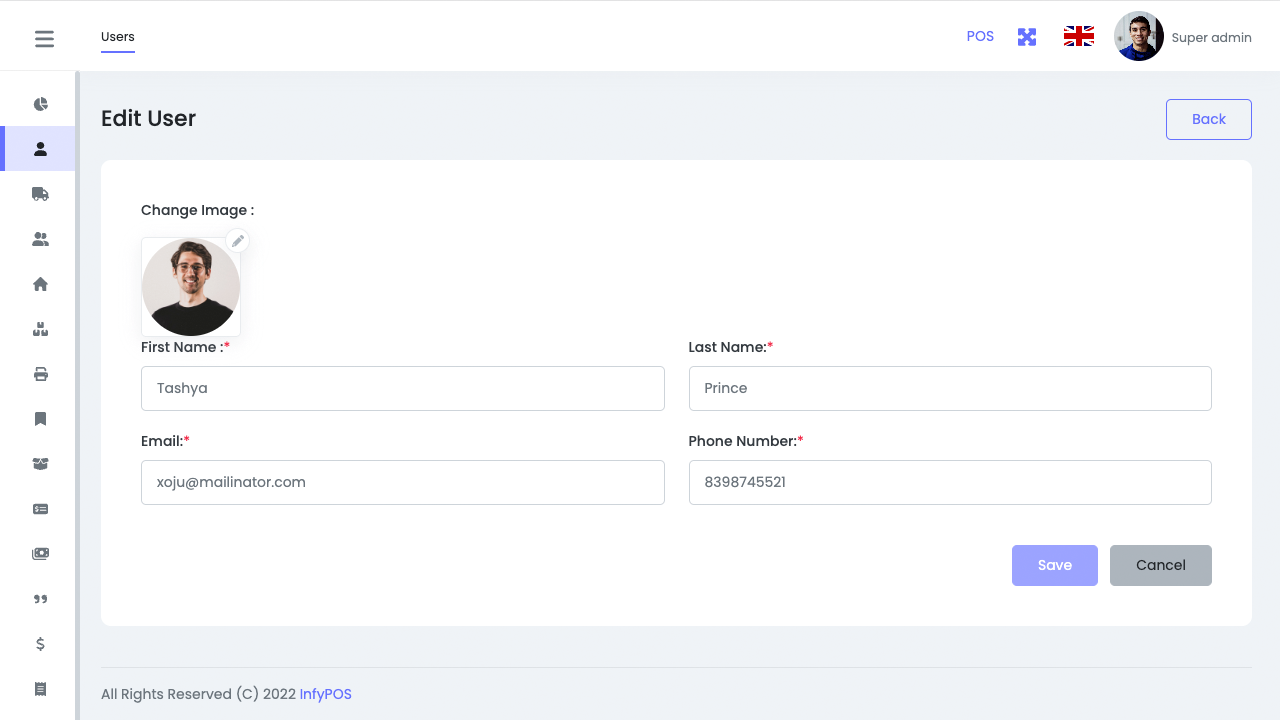 Users
POS
Super admin
Edit User
Back
Change Image :
First Name :*
Last Name:*
Tashya
Prince
Email:*
Phone Number:*
xoju@mailinator.com
8398745521
Save
Cancel
All Rights Reserved (C) 2022 InfyPOS